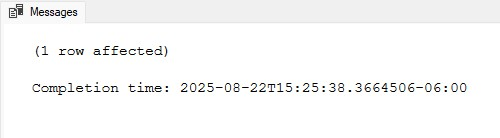 Messages
(1 row affected)
Completion time: 2025-08-22T15:25:38.3664506-06:00